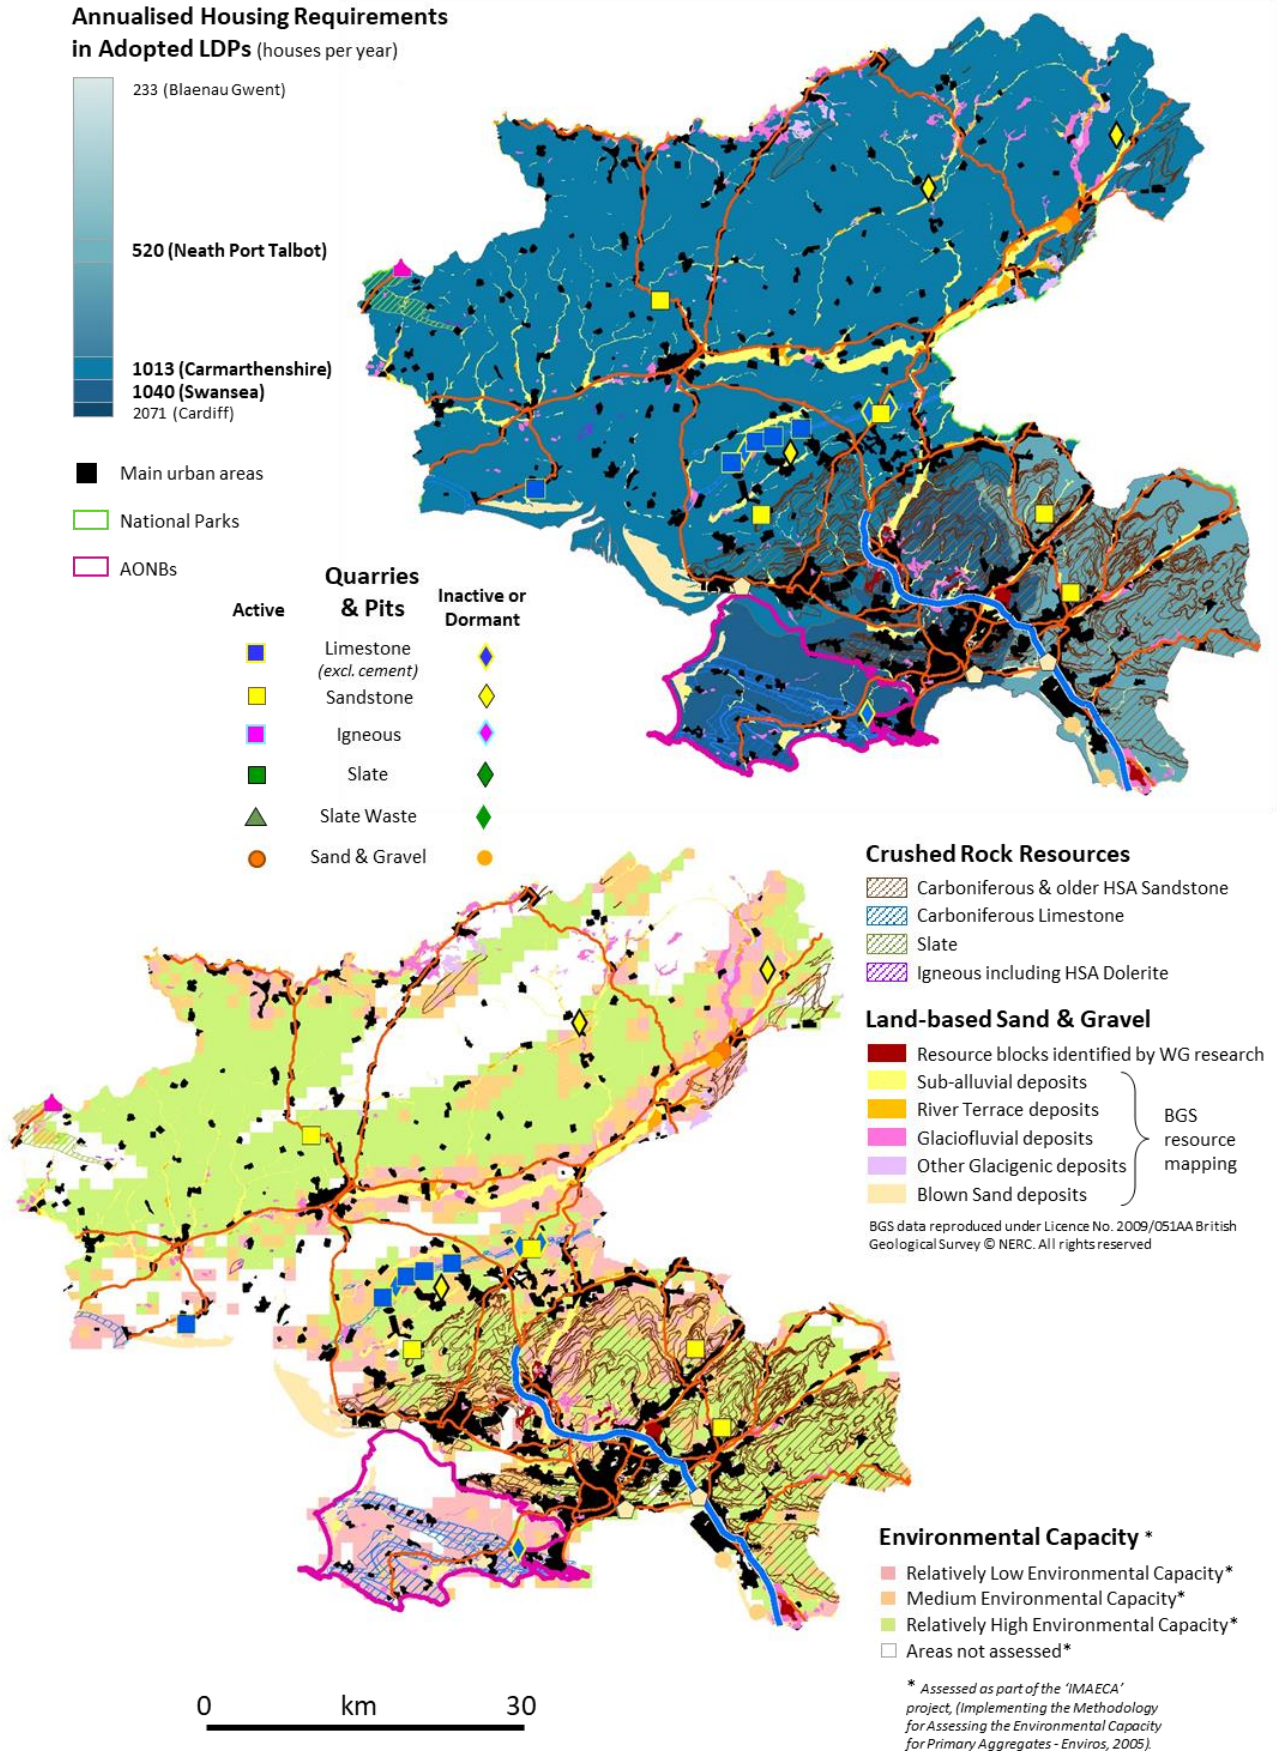 Annualised Housing Requirements
in Adopted LDPs (houses per year)
233 (Blaenau Gwent)
520 (Neath Port Talbot)
1013 (Carmarthenshire)
1040 (Swansea)
2071 (Cardiff)
Main urban areas
National Parks
AONBs
Quarries
& Pits
Active
Inactive or
Dormant
Limestone
(excl. cement)
Sandstone
Igneous
Slate
Slate Waste
Sand & Gravel
Crushed Rock Resources
Carboniferous & older HSA Sandstone
Carboniferous Limestone
Slate
Igneous including HSA Dolerite
Land-based Sand & Gravel
Resource blocks identified by WG research
Sub-alluvial deposits
River Terrace deposits
Glaciofluvial deposits
Other Glacigenic deposits
Blown Sand deposits
BGS
resource
mapping
BGS data reproduced under Licence No. 2009/051AA British
Geological Survey © NERC. All rights reserved
Environmental Capacity *
Relatively Low Environmental Capacity*
Medium Environmental Capacity*
Relatively High Environmental Capacity*
Areas not assessed*
* Assessed as part of the 'IMAECA'
project, (Implementing the Methodology
for Assessing the Environmental Capacity
for Primary Aggregates - Enviros, 2005).
0 km 30